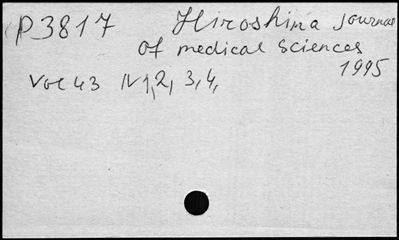 P3817 Hiroshima Journal
of medical sciences
1995
Vol 43 N 1, 2, 3, 4,